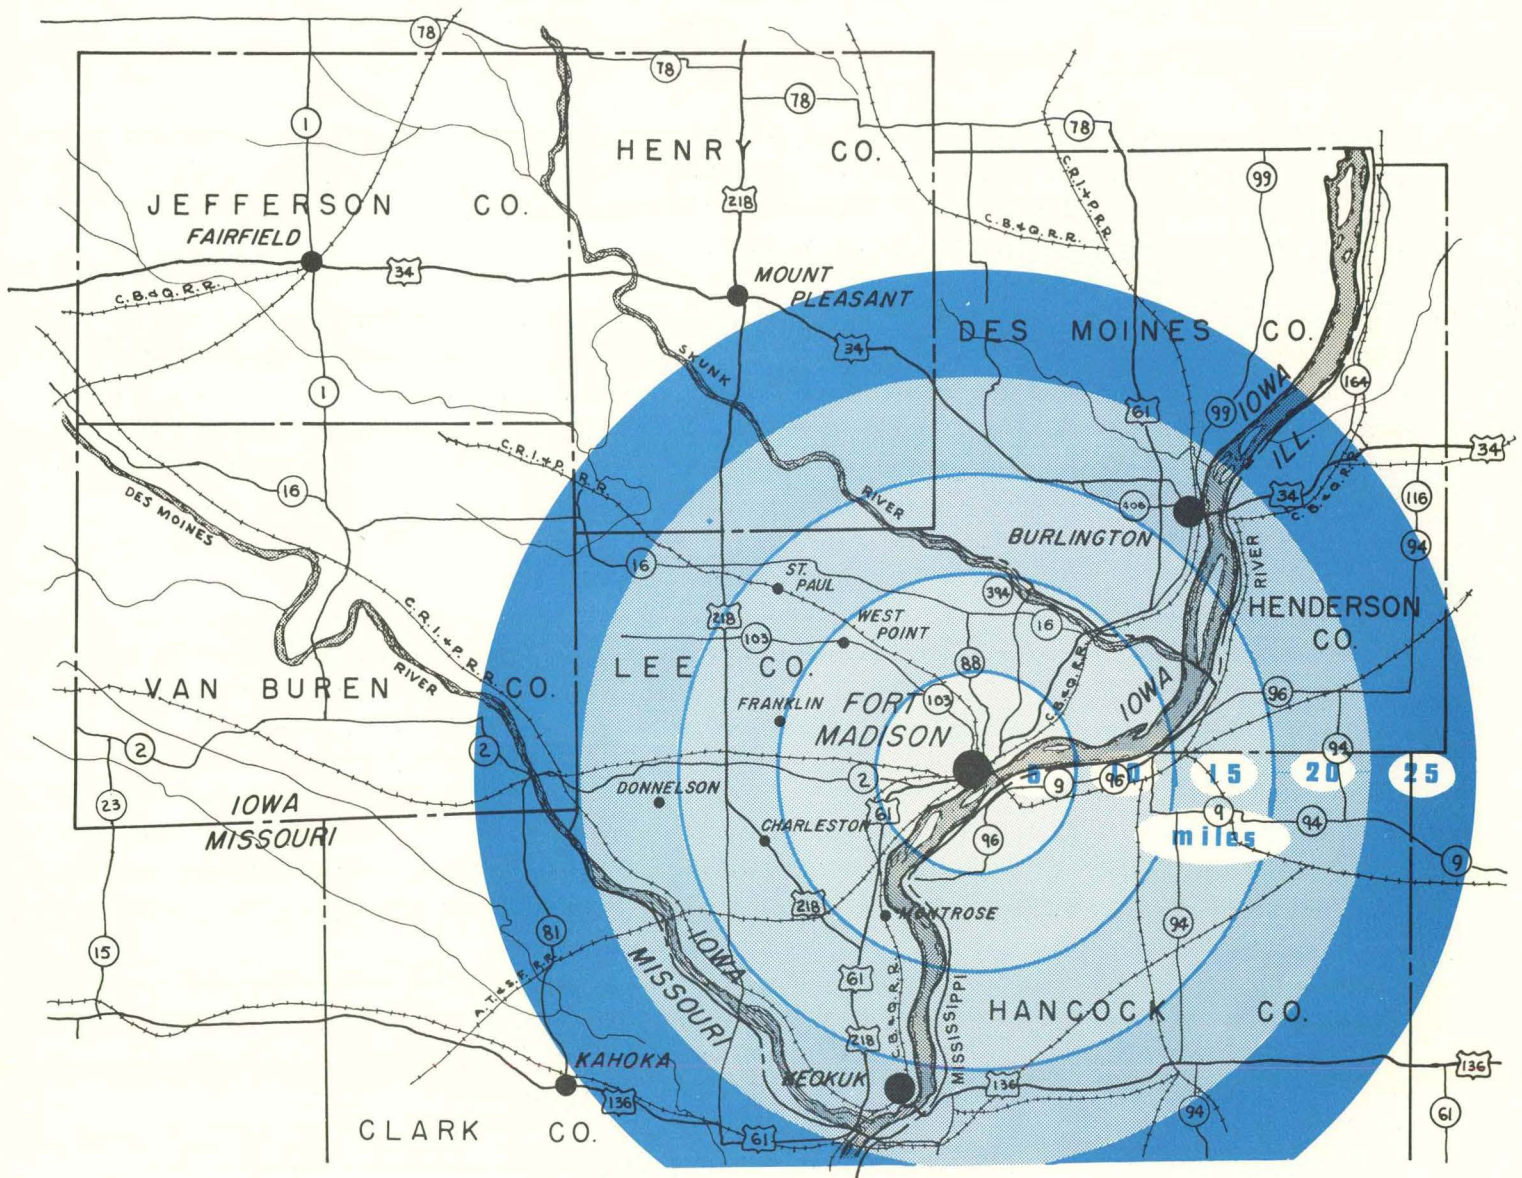 78
78
78
78
1
HENRY CO.
C.R.I.&P.R.R.
99
218
JEFFERSON CO.
FAIRFIELD
C.B.&Q.R.R.
34
C.B.&Q.R.R.
MOUNT
PLEASANT
DES MOINES CO.
SKUNK
34
IOWA
164
1
61
99
ILL.
C.R.I.&P. R.R.
34
16
DES MOINES
RIVER
406
34
C.B.&Q.R.R.
116
BURLINGTON
94
16
ST.
PAUL
394
RIVER
218
WEST
POINT
16
HENDERSON
CO.
103
C.R.I.&P.R.R.
RIVER
LEE CO.
88
C.B.&Q.R.R.
VAN BUREN CO.
FRANKLIN
FORT
MADISON
103
IOWA
96
2
2
94
DONNELSON
2
5
9
10
96
15
20
25
23
IOWA
MISSOURI
CHARLESTON
61
96
9
94
miles
9
218
MONTROSE
94
15
81
A.T.&S.F. R.R.
IOWA
MISSOURI
61
C.B.&Q.R.R.
MISSISSIPPI
HANCOCK CO.
218
KAHOKA
KEOKUK
136
136
136
94
61
CLARK CO.
61